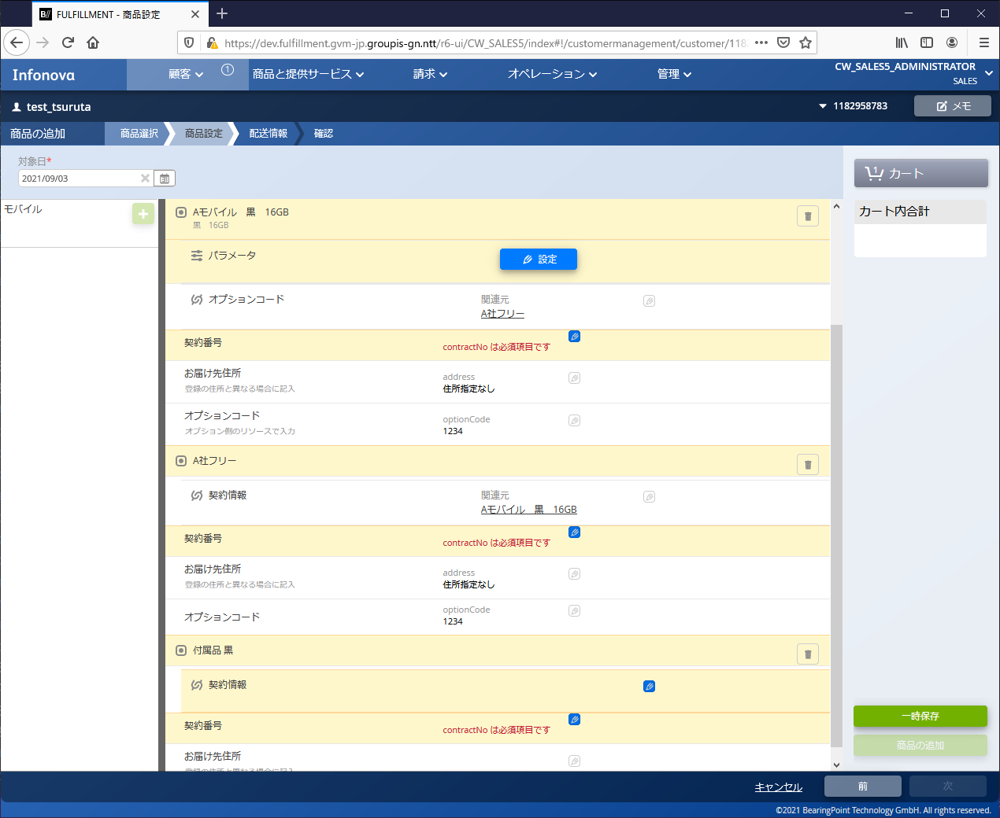 B// FULFILLMENT - 商品設定
https://dev.fulfillment.gvm-jp.groupis-gn.ntt/r6-ui/CW_SALES5/index#!/customermanagement/customer/118
Infonova
顧客
1
商品と提供サービス
請求
オペレーション
管理
CW_SALES5_ADMINISTRATOR
SALES
test_tsuruta
1182958783
メモ
商品の追加
商品選択
商品設定
配送情報
確認
対象日*
2021/09/03
1 カート
モバイル
カート内合計
Aモバイル 黒 16GB
黒 16GB
パラメータ
設定
オプションコード
関連元
A社フリー
契約番号
contractNo は必須項目です
お届け先住所
登録の住所と異なる場合に記入
address
住所指定なし
オプションコード
オプション側のリソースで入力
optionCode
1234
A社フリー
契約情報
関連元
Aモバイル 黒 16GB
契約番号
contractNo は必須項目です
お届け先住所
登録の住所と異なる場合に記入
address
住所指定なし
オプションコード
optionCode
1234
付属品 黒
契約情報
契約番号
contractNo は必須項目です
お届け先住所
登録の住所と異なる場合に記入
一時保存
商品の追加
キャンセル
前
次
©2021 BearingPoint Technology GmbH. All rights reserved.